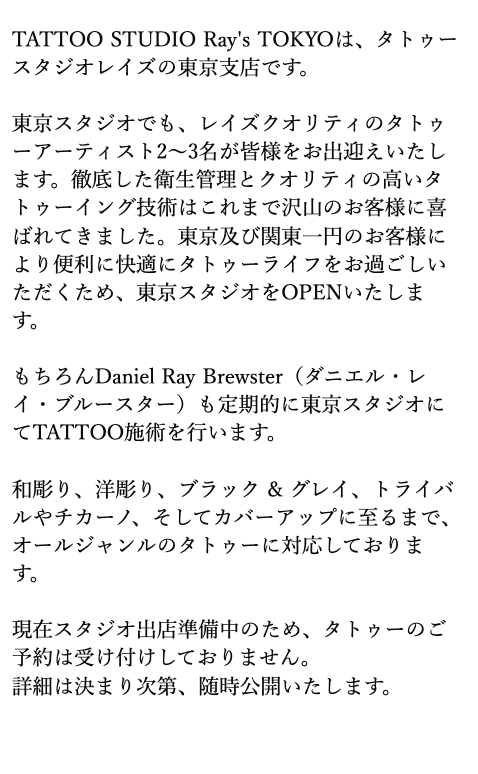 TATTOO STUDIO Ray's TOKYOは、タトゥー
スタジオレイズの東京支店です。
東京スタジオでも、レイズクオリティのタトゥ
ーアーティスト2〜3名が皆様をお出迎えいたし
ます。徹底した衛生管理とクオリティの高いタ
トゥーイング技術はこれまで沢山のお客様に喜
ばれてきました。東京及び関東一円のお客様に
より便利に快適にタトゥーライフをお過ごしい
ただくため、東京スタジオをOPENいたしま
す。
もちろんDaniel Ray Brewster（ダニエル・レ
イ・ブルースター）も定期的に東京スタジオに
てTATTOO施術を行います。
和彫り、洋彫り、ブラック & グレイ、トライバ
ルやチカーノ、そしてカバーアップに至るまで、
オールジャンルのタトゥーに対応しておりま
す。
現在スタジオ出店準備中のため、タトゥーのご
予約は受け付けしておりません。
詳細は決まり次第、随時公開いたします。